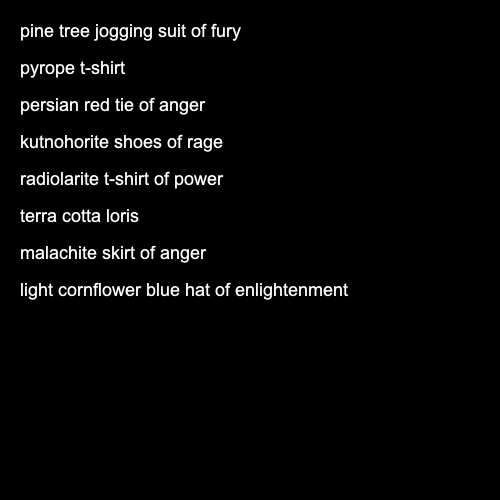 pine tree jogging suit of fury
pyrope t-shirt
persian red tie of anger
kutnohorite shoes of rage
radiolarite t-shirt of power
terra cotta loris
malachite skirt of anger
light cornflower blue hat of enlightenment